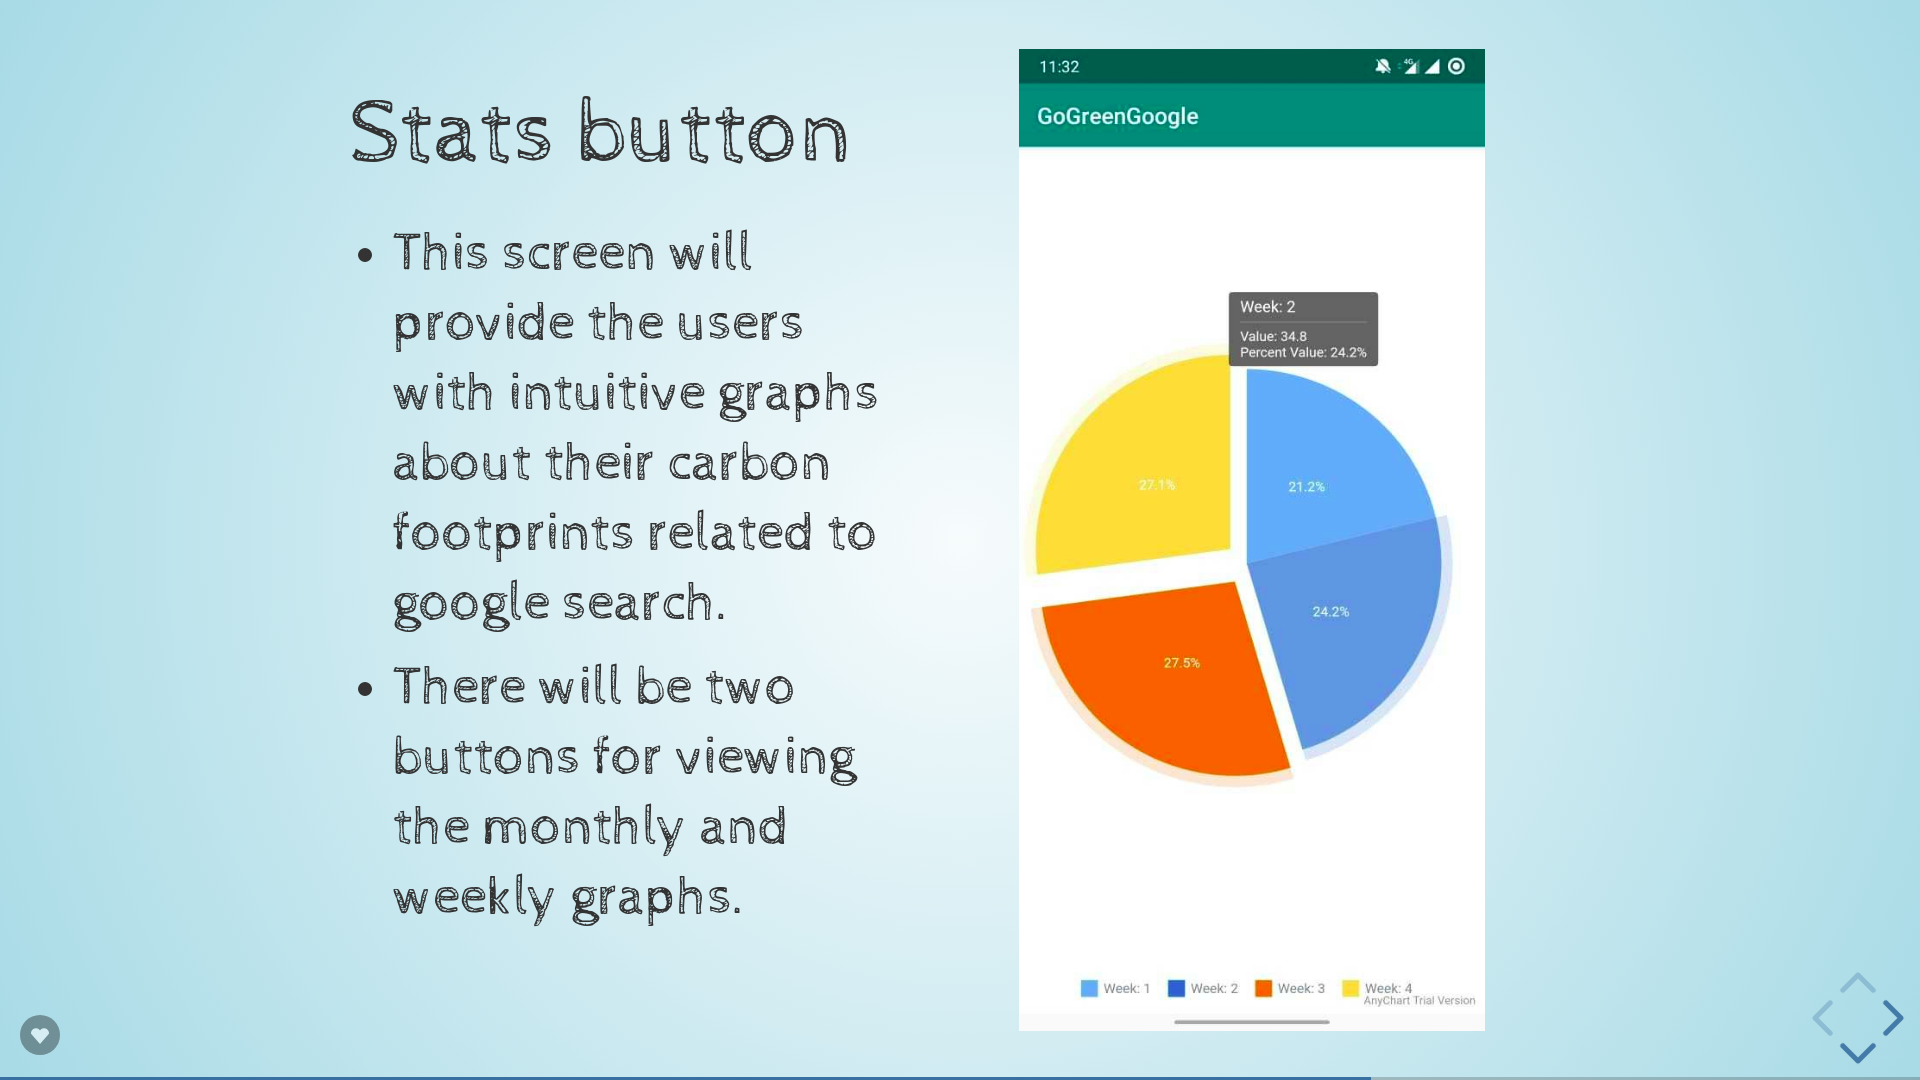 Stats button
This screen will
provide the users
with intuitive graphs
about their carbon
footprints related to
google search.
There will be two
buttons for viewing
the monthly and
weekly graphs.
11:32
4G
GoGreenGoogle
Week: 2
Value: 34.8
Percent Value: 24.2%
27.1%
21.2%
24.2%
27.5%
Week: 1 Week: 2 Week: 3 Week: 4
AnyChart Trial Version